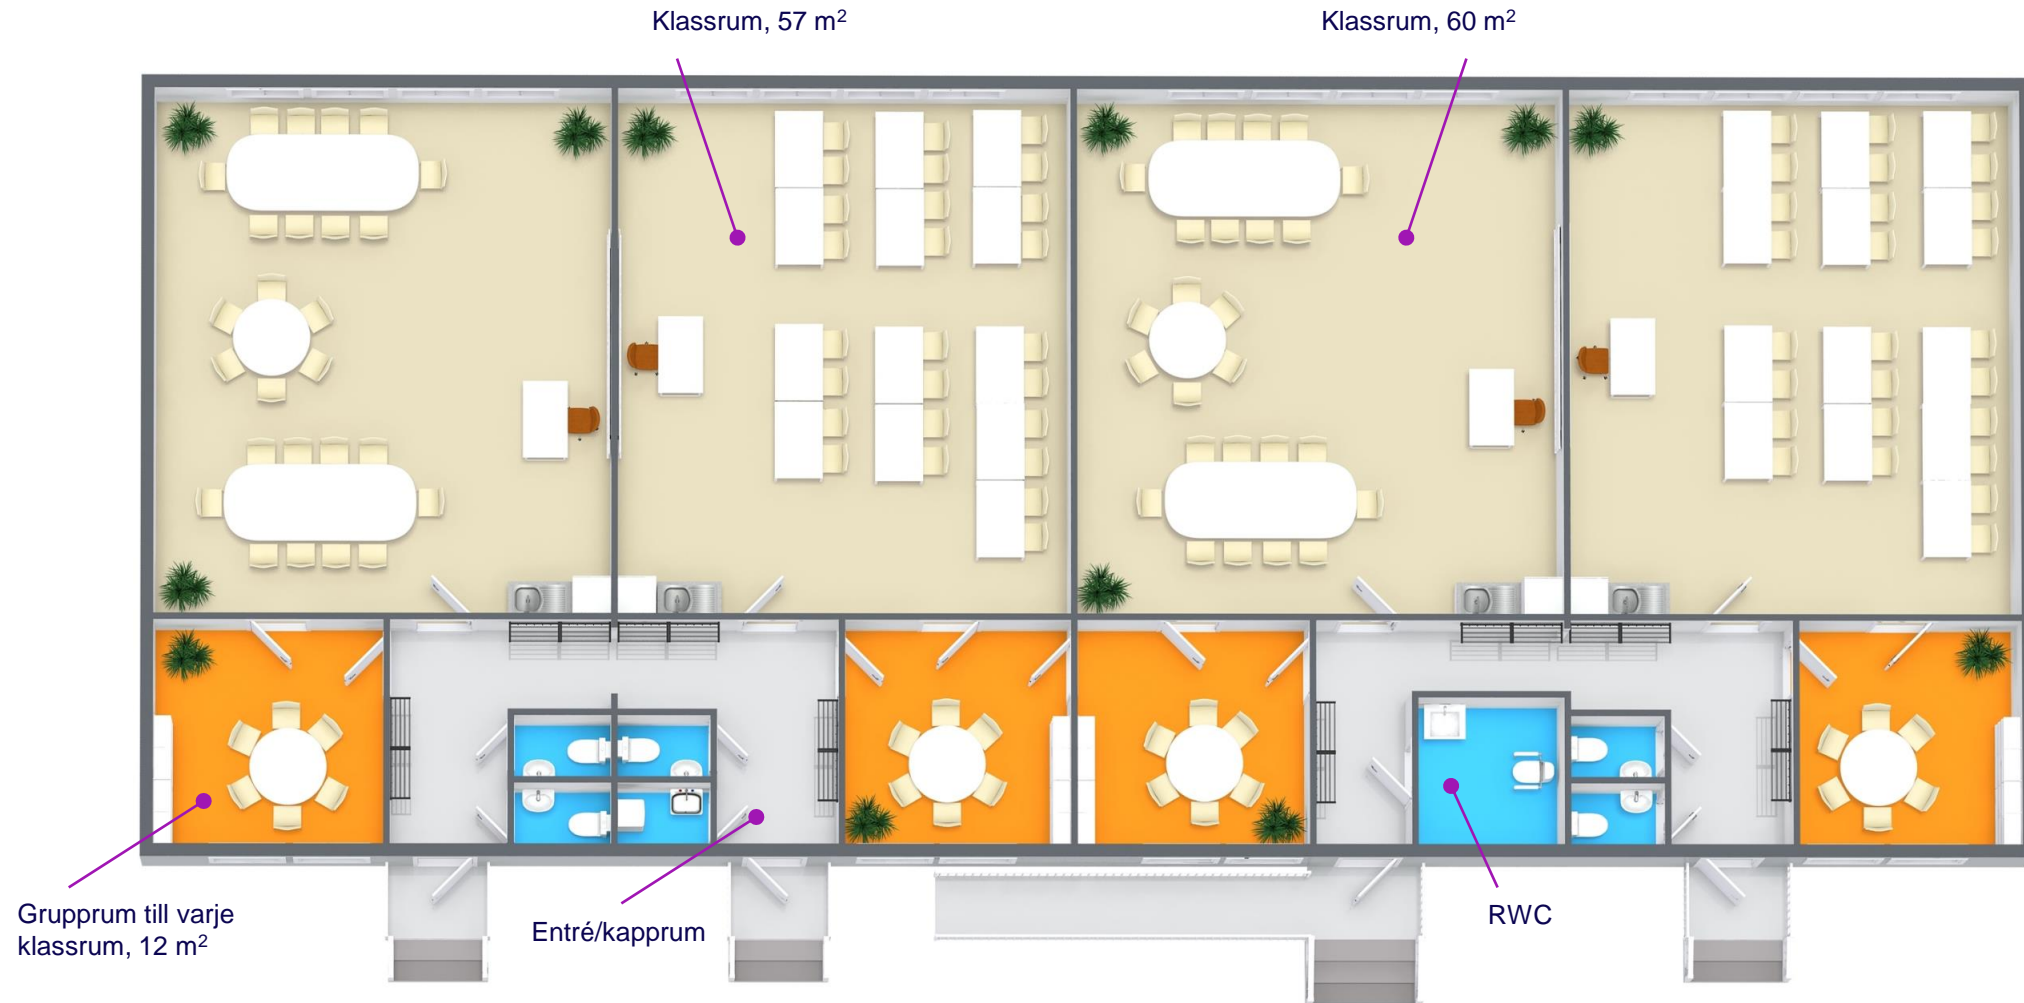 Klassrum, 57 m²
Klassrum, 60 m²
Grupprum till varje
klassrum, 12 m²
Entré/kapprum
RWC